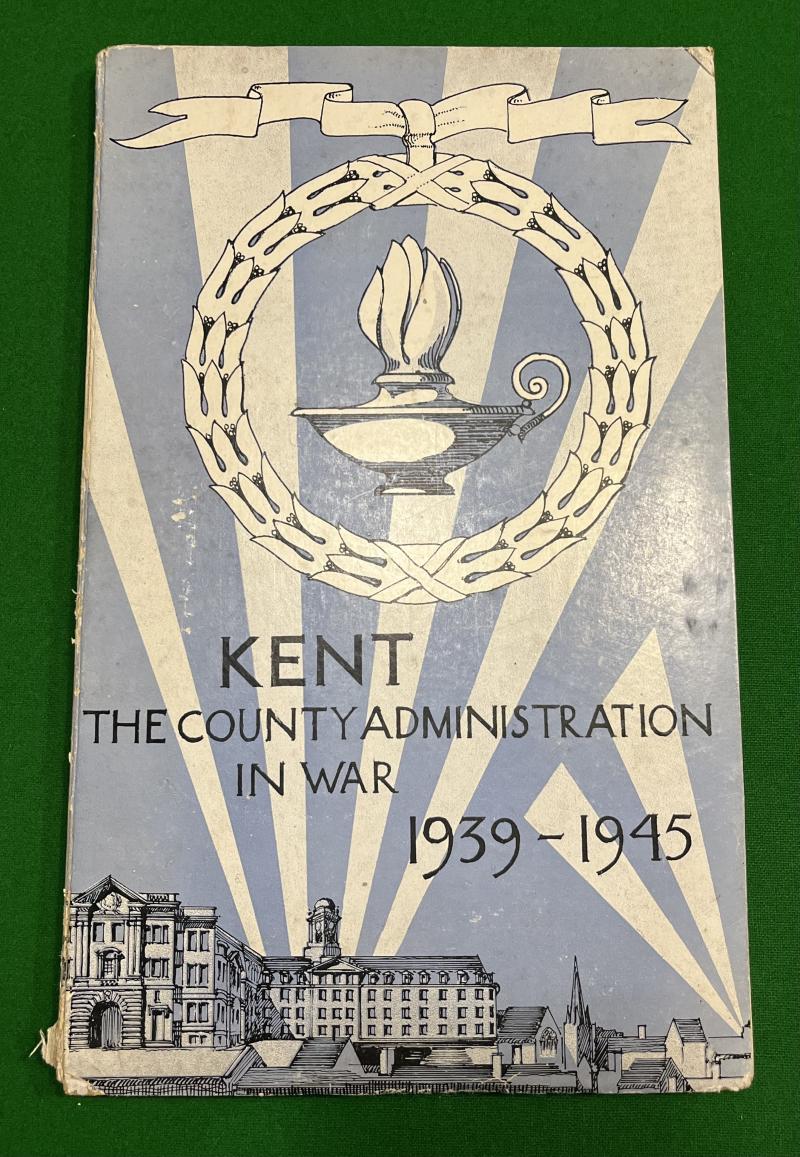 KENT
THE COUNTY ADMINISTRATION
IN WAR
1939-1945